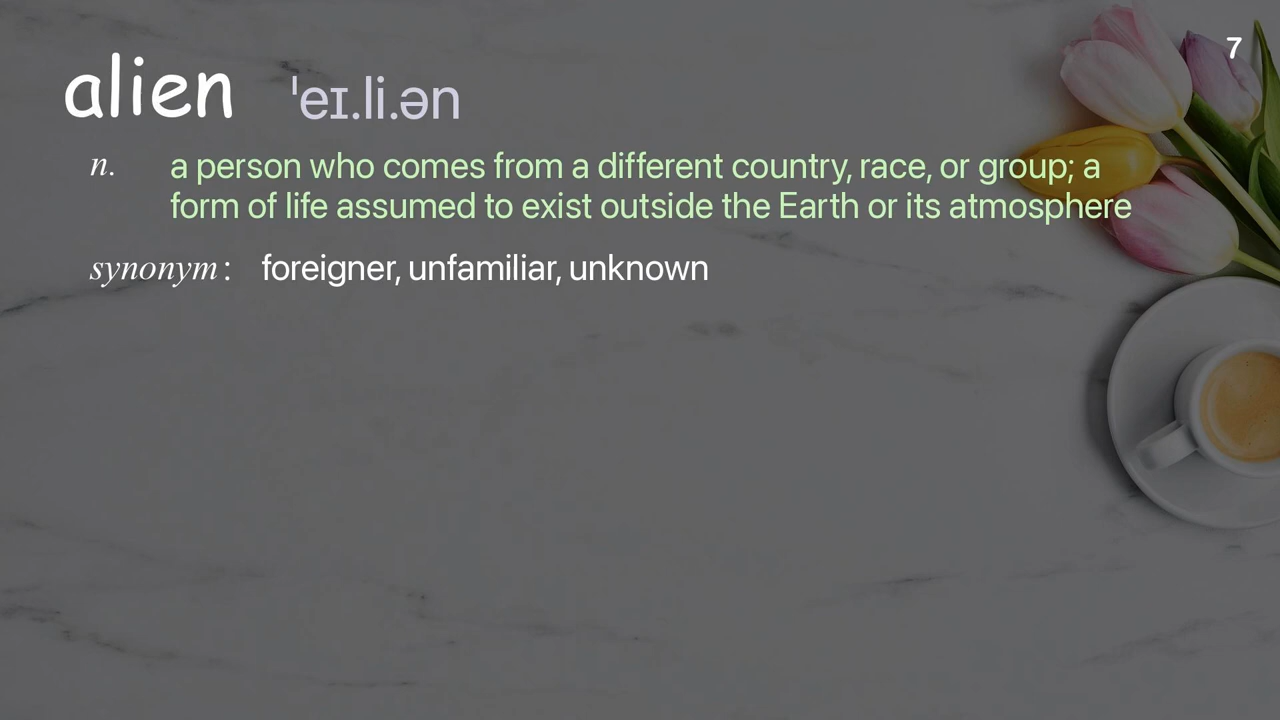 7
alien ˈeɪ.li.ən
n. a person who comes from a different country, race, or group; a
form of life assumed to exist outside the Earth or its atmosphere
synonym: foreigner, unfamiliar, unknown